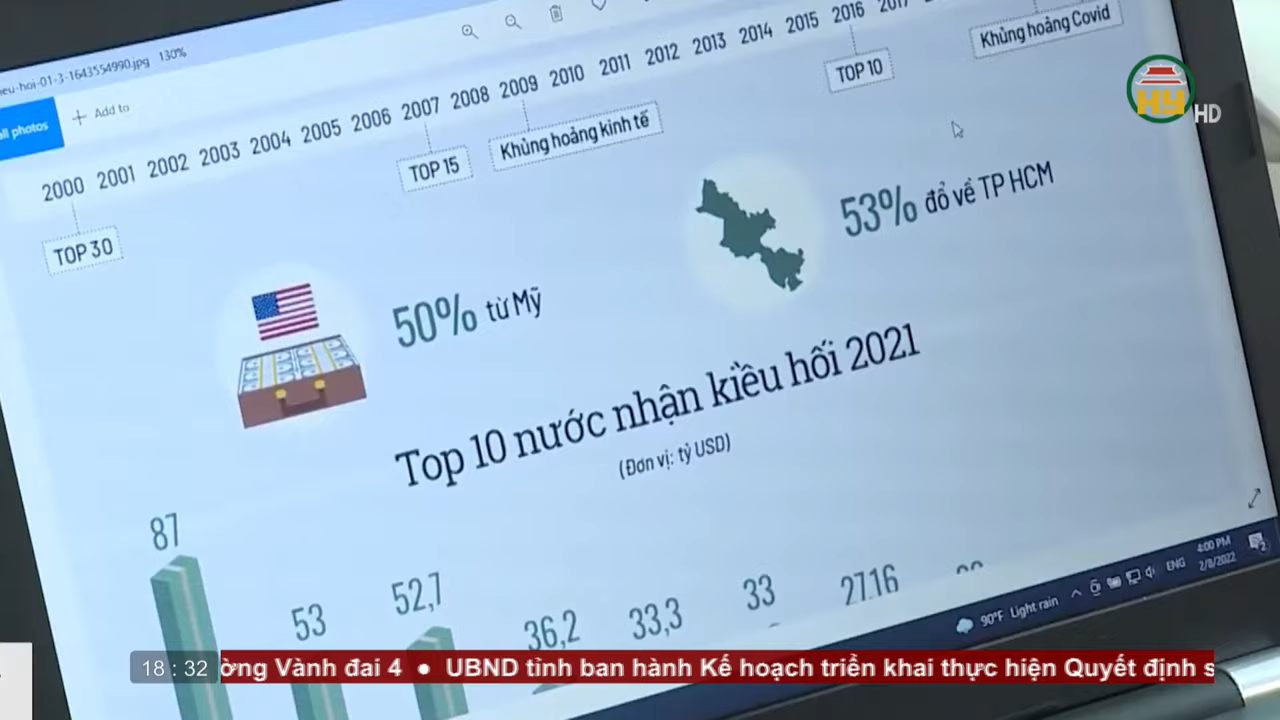 eu-hoi-01-3-1643554990.jpg 130%
all photos
Add to
2000 2001 2002 2003 2004 2005 2006 2007 2008 2009 2010 2011 2012 2013 2014 2015 2016 2017
TOP 30
TOP 15
Khủng hoảng kinh tế
TOP 10
Khủng hoảng Covid
HY HD
50% từ Mỹ
53% đổ về TP HCM
Top 10 nước nhận kiều hối 2021
(Đơn vị: tỷ USD)
87 53 52,7 36,2 33,3 33 27.16
90°F Light rain
ENG
4:00 PM
2/8/2022
2
18 : 32 ờng Vành đai 4 ● UBND tỉnh ban hành Kế hoạch triển khai thực hiện Quyết định s